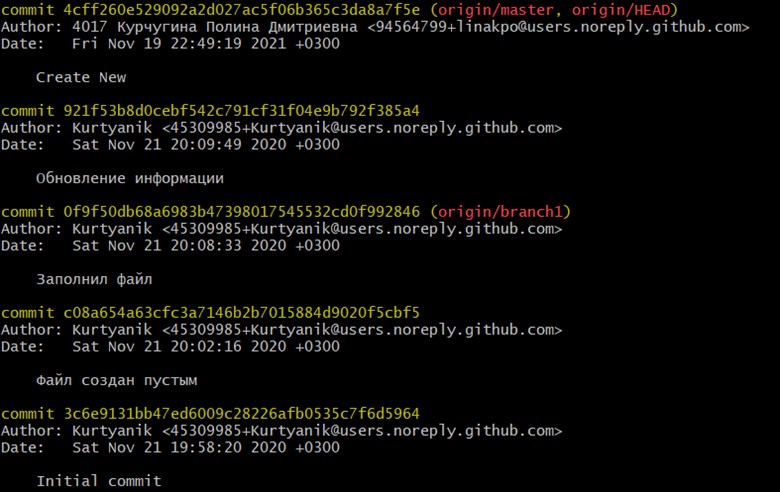 commit 4cff260e529092a2d027ac5f06b365c3da8a7f5e (origin/master, origin/HEAD)
Author: 4017 Курчугина Полина Дмитриевна <94564799+linakpo@users.noreply.github.com>
Date:   Fri Nov 19 22:49:19 2021 +0300
Create New
commit 921f53b8d0cebf542c791cf31f04e9b792f385a4
Author: Kurtyanik <45309985+Kurtyanik@users.noreply.github.com>
Date:   Sat Nov 21 20:09:49 2020 +0300
Обновление информации
commit 0f9f50db68a6983b47398017545532cd0f992846 (origin/branch1)
Author: Kurtyanik <45309985+Kurtyanik@users.noreply.github.com>
Date:   Sat Nov 21 20:08:33 2020 +0300
Заполнил файл
commit c08a654a63cfc3a7146b2b7015884d9020f5cbf5
Author: Kurtyanik <45309985+Kurtyanik@users.noreply.github.com>
Date:   Sat Nov 21 20:02:16 2020 +0300
Файл создан пустым
commit 3c6e9131bb47ed6009c28226afb0535c7f6d5964
Author: Kurtyanik <45309985+Kurtyanik@users.noreply.github.com>
Date:   Sat Nov 21 19:58:20 2020 +0300
Initial commit